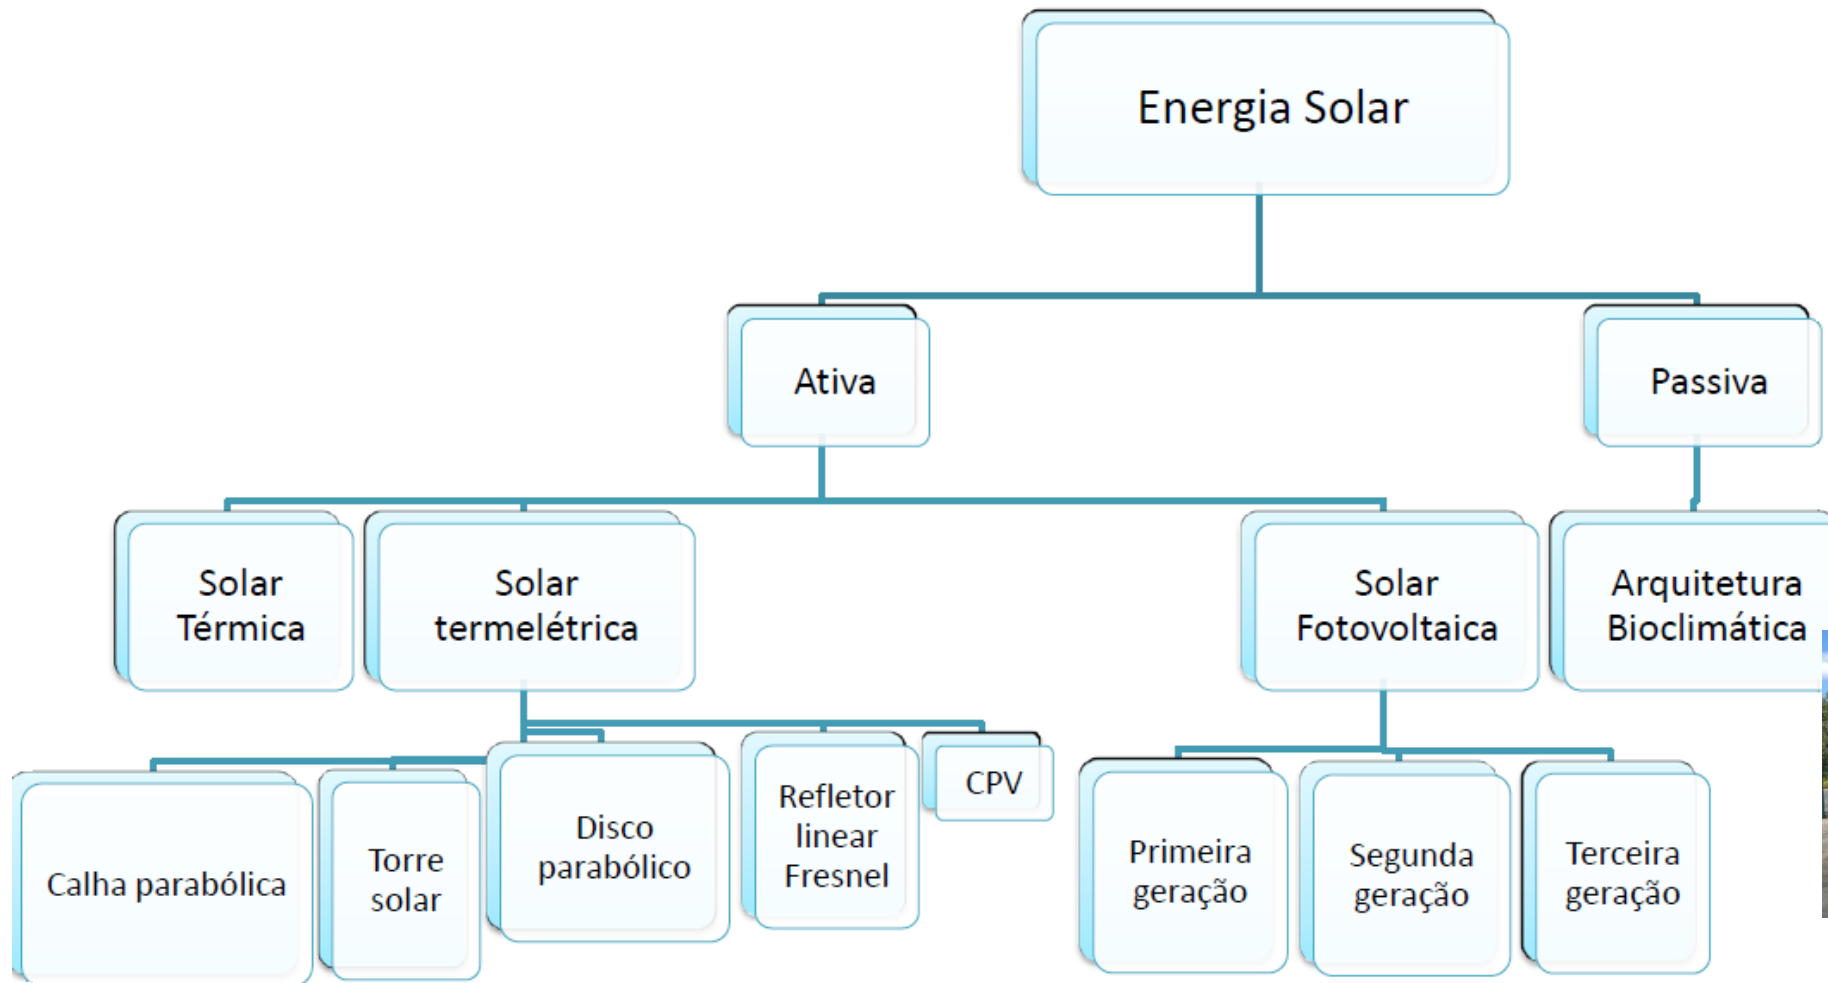 Energia Solar
Ativa
Passiva
Solar
Térmica
Solar
termelétrica
Solar
Fotovoltaica
Arquitetura
Bioclimática
Calha parabólica
Torre
solar
Disco
parabólico
Refletor
linear
Fresnel
CPV
Primeira
geração
Segunda
geração
Terceira
geração